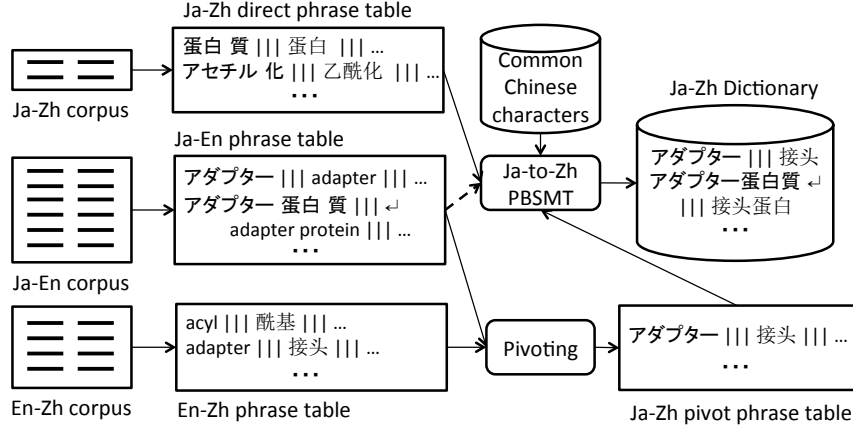 Ja-Zh direct phrase table
蛋白 質 ||| 蛋白 ||| ...
アセチル 化 ||| 乙酰化 ||| ...
...
Ja-Zh corpus
Common
Chinese
characters
Ja-Zh Dictionary
アダプター ||| 接头
アダプター蛋白質 ↵
||| 接头蛋白
...
Ja-En phrase table
アダプター ||| adapter ||| ...
アダプター 蛋白 質 ||| ↵
adapter protein ||| ...
...
Ja-En corpus
Ja-to-Zh
PBSMT
acyl ||| 酰基 ||| ...
adapter ||| 接头 ||| ...
...
En-Zh corpus
En-Zh phrase table
Pivoting
アダプター ||| 接头 ||| ...
...
Ja-Zh pivot phrase table